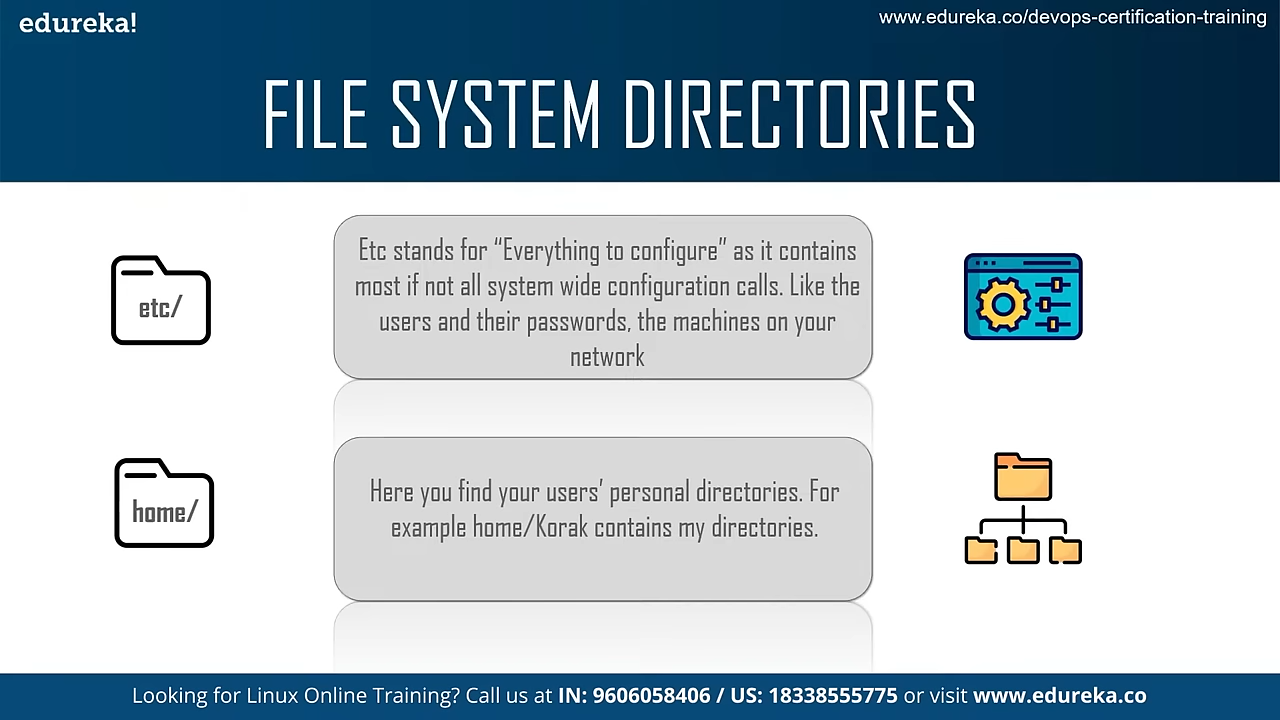 edureka!
www.edureka.co/devops-certification-training
FILE SYSTEM DIRECTORIES
etc/
Etc stands for “Everything to configure” as it contains
most if not all system wide configuration calls. Like the
users and their passwords, the machines on your
network
home/
Here you find your users’ personal directories. For
example home/Korak contains my directories.
Looking for Linux Online Training? Call us at IN: 9606058406 / US: 18338555775 or visit www.edureka.co